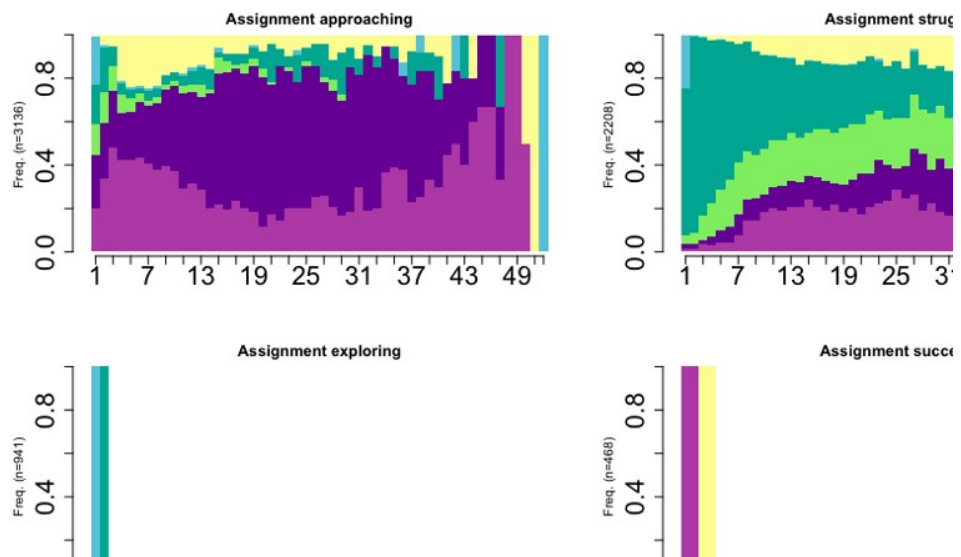 Assignment approaching
Freq. (n=3136)
0.0 0.4 0.8
1 7 13 19 25 31 37 43 49
Assignment strug
Freq. (n=2208)
0.0 0.4 0.8
1 7 13 19 25 31
Assignment exploring
Freq. (n=941)
0.4 0.8
Assignment succe
Freq. (n=468)
0.4 0.8